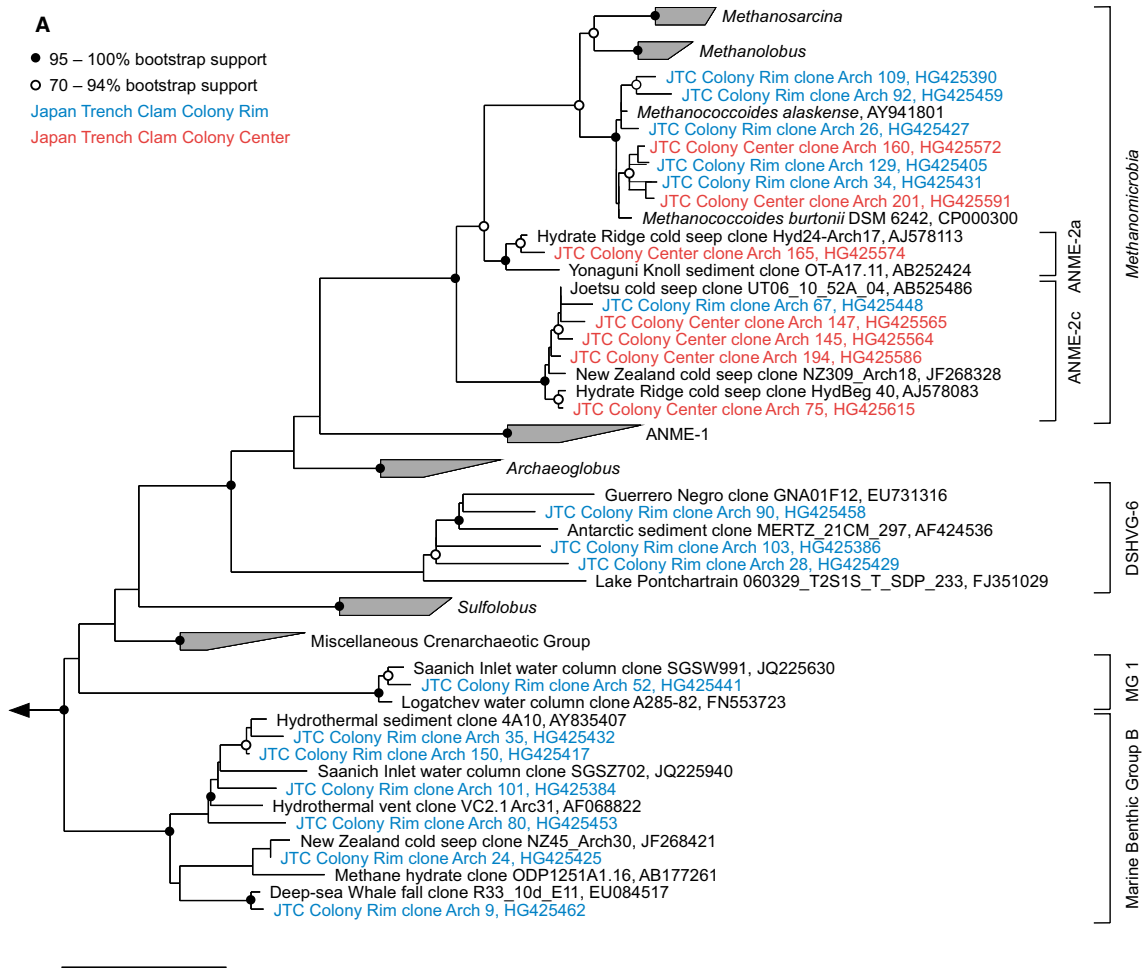 A
95 – 100% bootstrap support
70 – 94% bootstrap support
Japan Trench Clam Colony Rim
Japan Trench Clam Colony Center
Methanosarcina
Methanolobus
JTC Colony Rim clone Arch 109, HG425390
JTC Colony Rim clone Arch 92, HG425459
Methanococcoides alaskense, AY941801
JTC Colony Rim clone Arch 26, HG425427
JTC Colony Center clone Arch 160, HG425572
JTC Colony Rim clone Arch 129, HG425405
JTC Colony Rim clone Arch 34, HG425431
JTC Colony Center clone Arch 201, HG425591
Methanococcoides burtonii DSM 6242, CP000300
Hydrate Ridge cold seep clone Hyd24-Arch17, AJ578113
JTC Colony Center clone Arch 165, HG425574
Yonaguni Knoll sediment clone OT-A17.11, AB252424
Joetsu cold seep clone UT06_10_52A_04, AB525486
JTC Colony Rim clone Arch 67, HG425448
JTC Colony Center clone Arch 147, HG425565
JTC Colony Center clone Arch 145, HG425564
JTC Colony Center clone Arch 194, HG425586
New Zealand cold seep clone NZ309_Arch18, JF268328
Hydrate Ridge cold seep clone HydBeg 40, AJ578083
JTC Colony Center clone Arch 75, HG425615
ANME-1
Archaeoglobus
Guerrero Negro clone GNA01F12, EU731316
JTC Colony Rim clone Arch 90, HG425458
Antarctic sediment clone MERTZ_21CM_297, AF424536
JTC Colony Rim clone Arch 103, HG425386
JTC Colony Rim clone Arch 28, HG425429
Lake Pontchartrain 060329_T2S1S_T_SDP_233, FJ351029
Sulfolobus
Miscellaneous Crenarchaeotic Group
Saanich Inlet water column clone SGSW991, JQ225630
JTC Colony Rim clone Arch 52, HG425441
Logatchev water column clone A285-82, FN553723
Hydrothermal sediment clone 4A10, AY835407
JTC Colony Rim clone Arch 35, HG425432
JTC Colony Rim clone Arch 150, HG425417
Saanich Inlet water column clone SGSZ702, JQ225940
JTC Colony Rim clone Arch 101, HG425384
Hydrothermal vent clone VC2.1 Arc31, AF068822
JTC Colony Rim clone Arch 80, HG425453
New Zealand cold seep clone NZ45_Arch30, JF268421
JTC Colony Rim clone Arch 24, HG425425
Methane hydrate clone ODP1251A1.16, AB177261
Deep-sea Whale fall clone R33_10d_E11, EU084517
JTC Colony Rim clone Arch 9, HG425462
ANME-2a
ANME-2c
Methanomicrobia
DSHVG-6
MG 1
Marine Benthic Group B